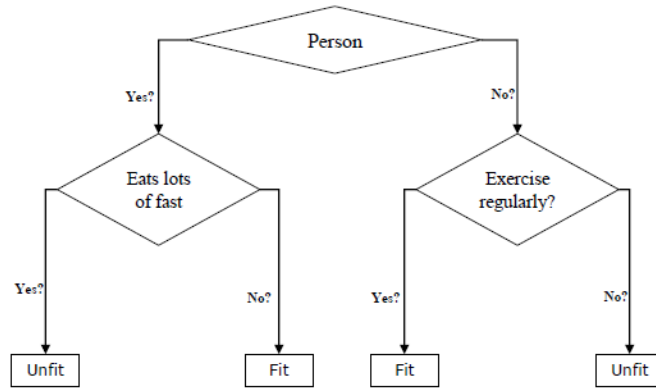 Person
Yes?
No?
Eats lots
of fast
Exercise
regularly?
Yes?
No?
Yes?
No?
Unfit
Fit
Fit
Unfit